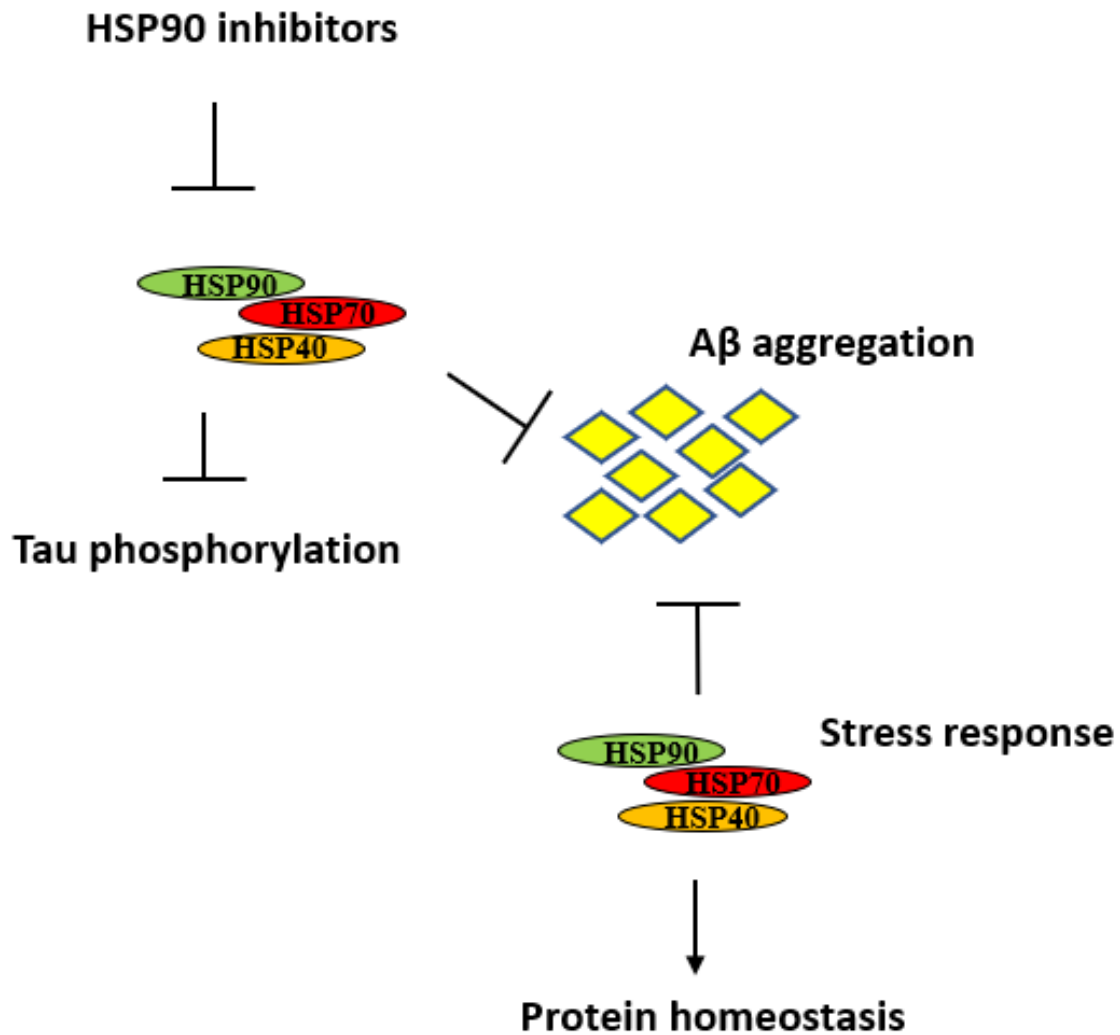 HSP90 inhibitors
HSP90
HSP70
HSP40
Aβ aggregation
Tau phosphorylation
Stress response
HSP90
HSP70
HSP40
Protein homeostasis